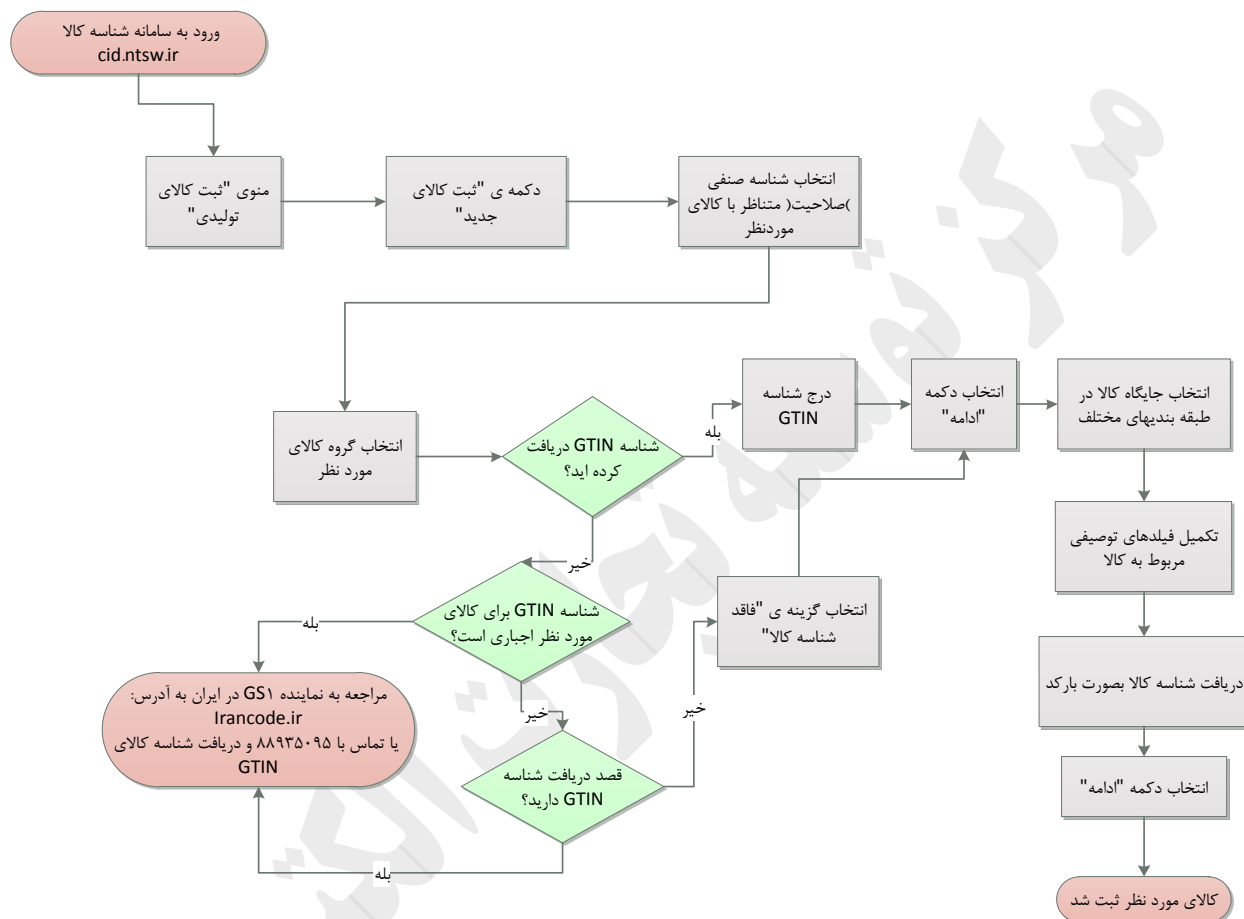 ورود به سامانه شناسه کالا
cid.ntsw.ir
منوی "ثبت کالای
تولیدی"
دکمه ی "ثبت کالای
جدید"
انتخاب شناسه صنفی
)صلاحیت( متناظر با کالای
موردنظر
انتخاب گروه کالای
مورد نظر
شناسه GTIN دریافت
کرده اید؟
بله
درج شناسه
GTIN
انتخاب دکمه
"ادامه"
انتخاب جایگاه کالا در
طبقه بندیهای مختلف
خیر
شناسه GTIN برای کالای
مورد نظر اجباری است؟
بله
مراجعه به نماینده GS۱ در ایران به آدرس:
Irancode.ir
یا تماس با ۸۸۹۳۵۰۹۵ و دریافت شناسه کالای
GTIN
خیر
قصد دریافت شناسه
GTIN دارید؟
بله
خیر
انتخاب گزینه ی "فاقد
شناسه کالا"
تکمیل فیلدهای توصیفی
مربوط به کالا
دریافت شناسه کالا بصورت بارکد
انتخاب دکمه "ادامه"
کالای مورد نظر ثبت شد
مرکز توسعه تجارت الکتر